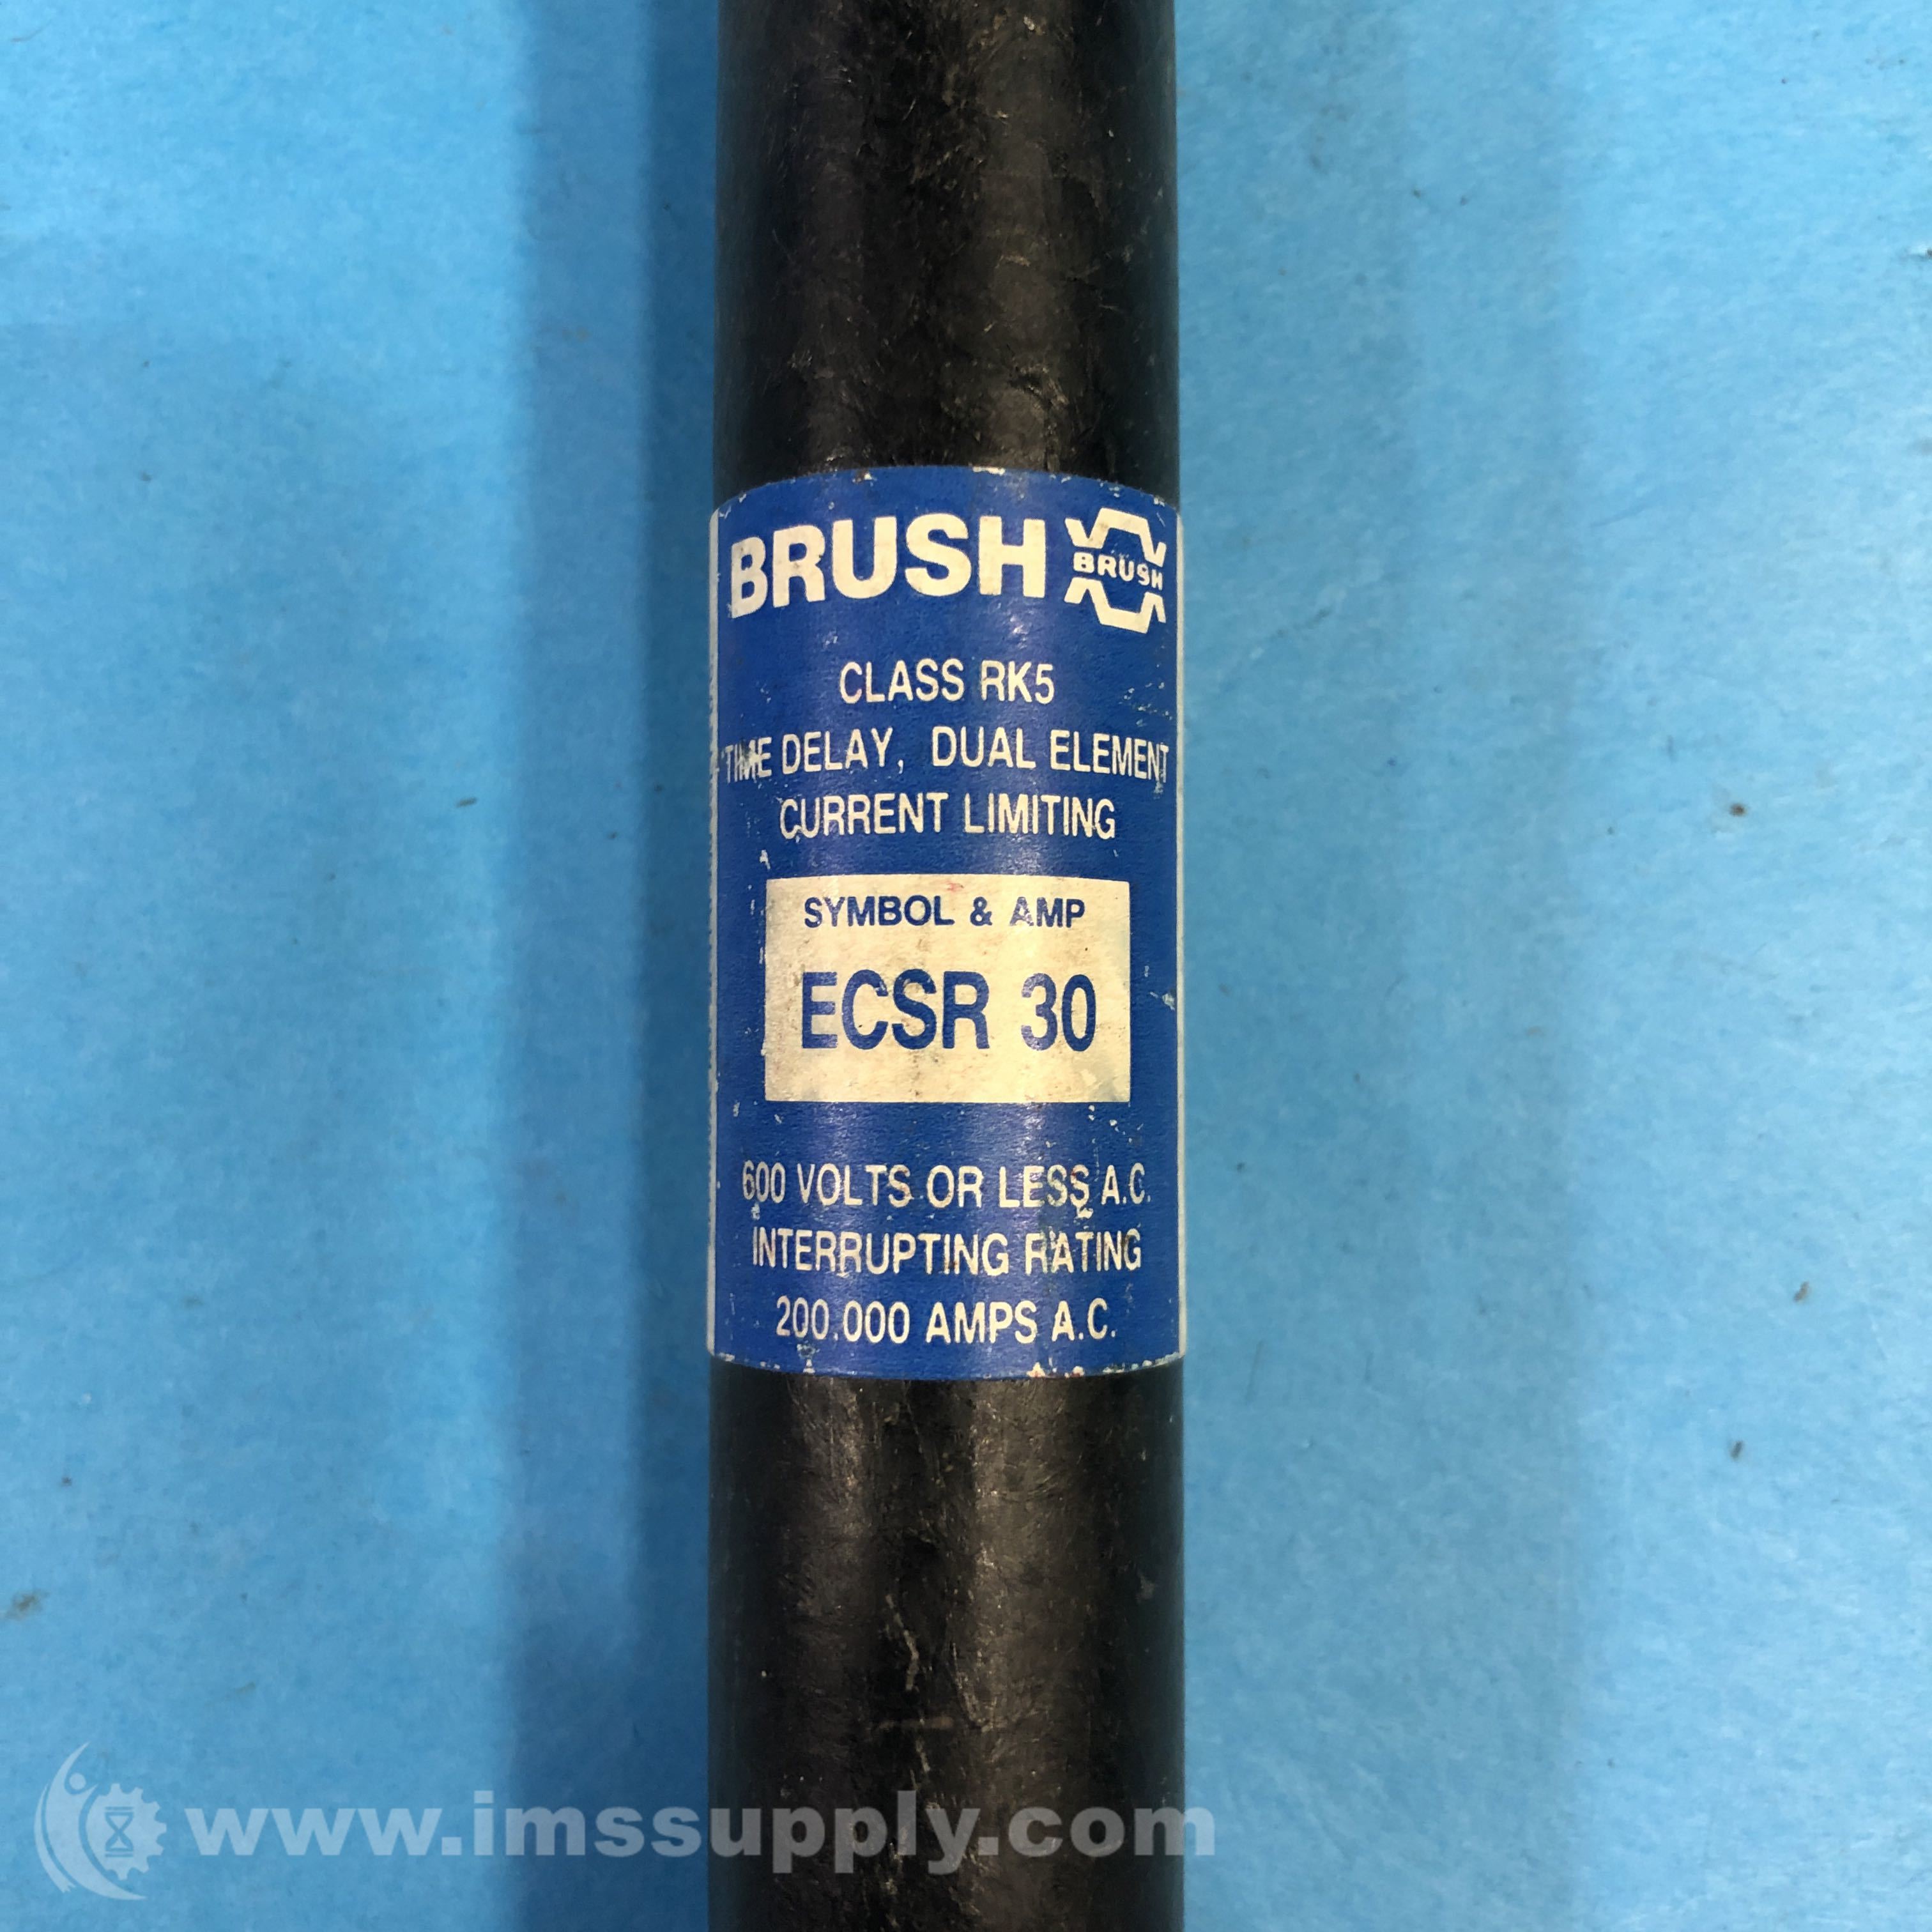 BRUSH BRUSH
CLASS RK5
TIME DELAY, DUAL ELEMENT
CURRENT LIMITING
SYMBOL & AMP
ECSR 30
600 VOLTS OR LESS A.C.
INTERRUPTING RATING
200.000 AMPS A.C.
www.imssupply.com